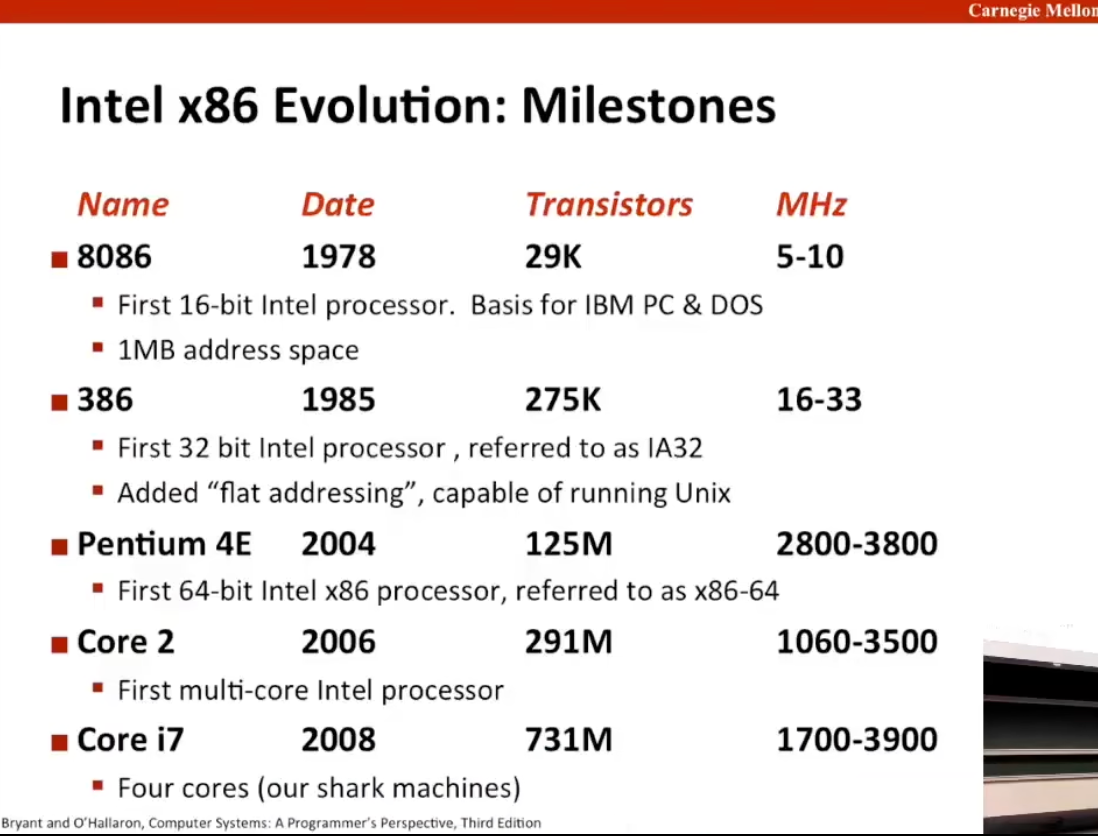 Carnegie Mellon
Intel x86 Evolution: Milestones
Name Date Transistors MHz
■ 8086 1978 29K 5-10
▪ First 16-bit Intel processor. Basis for IBM PC & DOS
▪ 1MB address space
■ 386 1985 275K 16-33
▪ First 32 bit Intel processor , referred to as IA32
▪ Added “flat addressing”, capable of running Unix
■ Pentium 4E 2004 125M 2800-3800
▪ First 64-bit Intel x86 processor, referred to as x86-64
■ Core 2 2006 291M 1060-3500
▪ First multi-core Intel processor
■ Core i7 2008 731M 1700-3900
▪ Four cores (our shark machines)
Bryant and O’Hallaron, Computer Systems: A Programmer’s Perspective, Third Edition